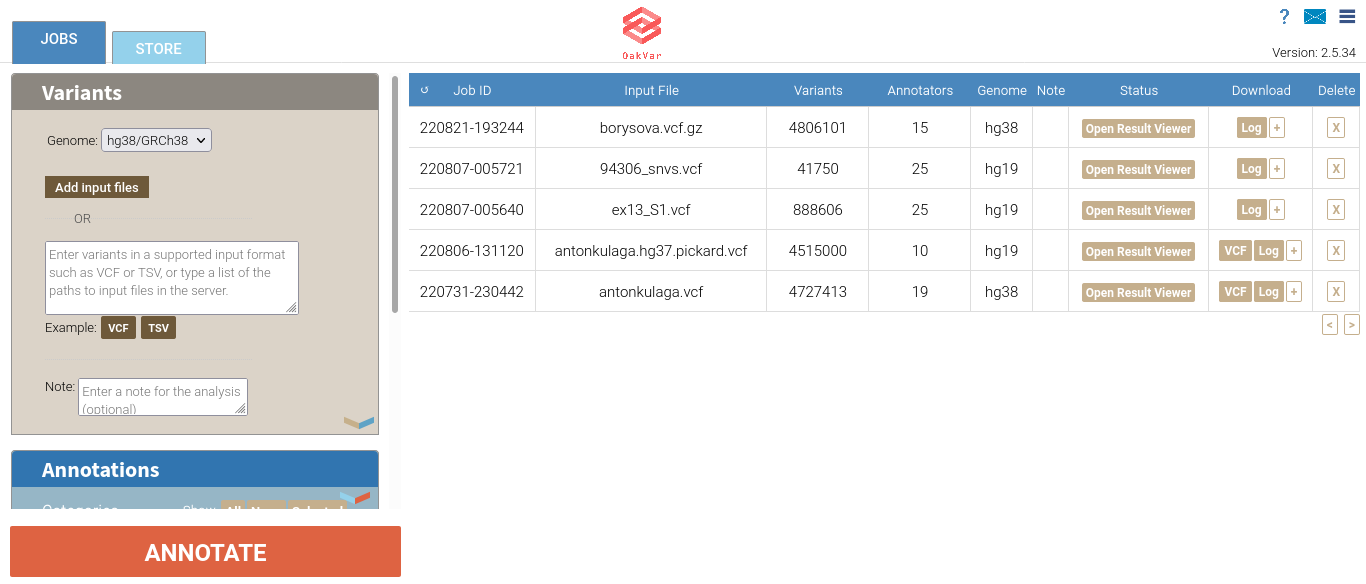 JOBS
STORE
OakVar
?
Version: 2.5.34
Variants
Genome: hg38/GRCh38
Add input files
OR
Enter variants in a supported input format
such as VCF or TSV, or type a list of the
paths to input files in the server.
Example: VCF TSV
Note: Enter a note for the analysis
(optional)
Annotations
Categories Show: All None Selected
ANNOTATE
↺ Job ID Input File Variants Annotators Genome Note Status Download Delete
220821-193244 borysova.vcf.gz 4806101 15 hg38 Open Result Viewer Log + X
220807-005721 94306_snvs.vcf 41750 25 hg19 Open Result Viewer Log + X
220807-005640 ex13_S1.vcf 888606 25 hg19 Open Result Viewer Log + X
220806-131120 antonkulaga.hg37.pickard.vcf 4515000 10 hg19 Open Result Viewer VCF Log + X
220731-230442 antonkulaga.vcf 4727413 19 hg38 Open Result Viewer VCF Log + X
< >